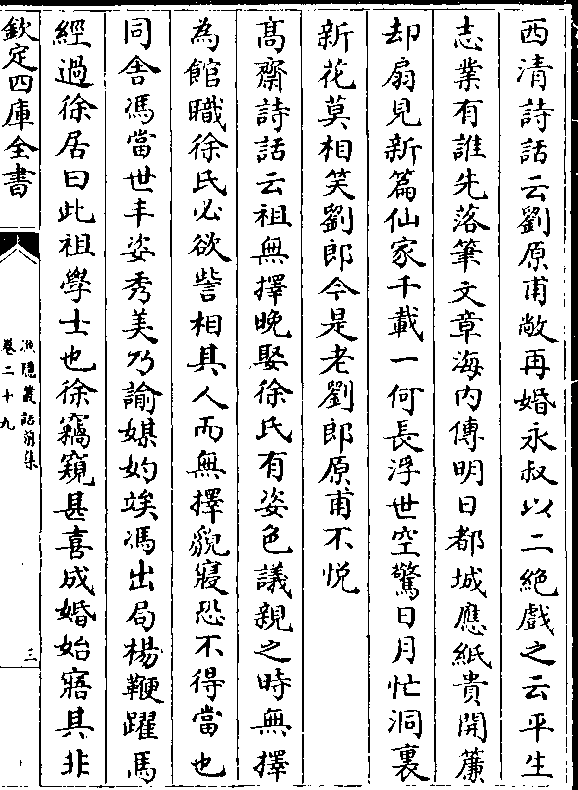 西清詩話云劉原甫敞再婚永叔以二絶戲之云平生
志業有誰先落筆文章海内傳明日都城應紙貴開簾
却扇見新篇仙家千載一何長浮世空驚日月忙洞裏
新花莫相笑劉郎今是老劉郎原甫不悦
髙齋詩話云祖無擇晚娶徐氏有姿色議親之時無擇
為館職徐氏必欲訾相其人而無擇貌寢恐不得當也
同舍馮當世丰姿秀美乃諭媒妁竢馮出局楊鞭躍馬
經過徐居曰此祖學士也徐竊窺甚喜成婚始寤其非
欽定四庫全書
漁隱叢話前集
卷二十九
三